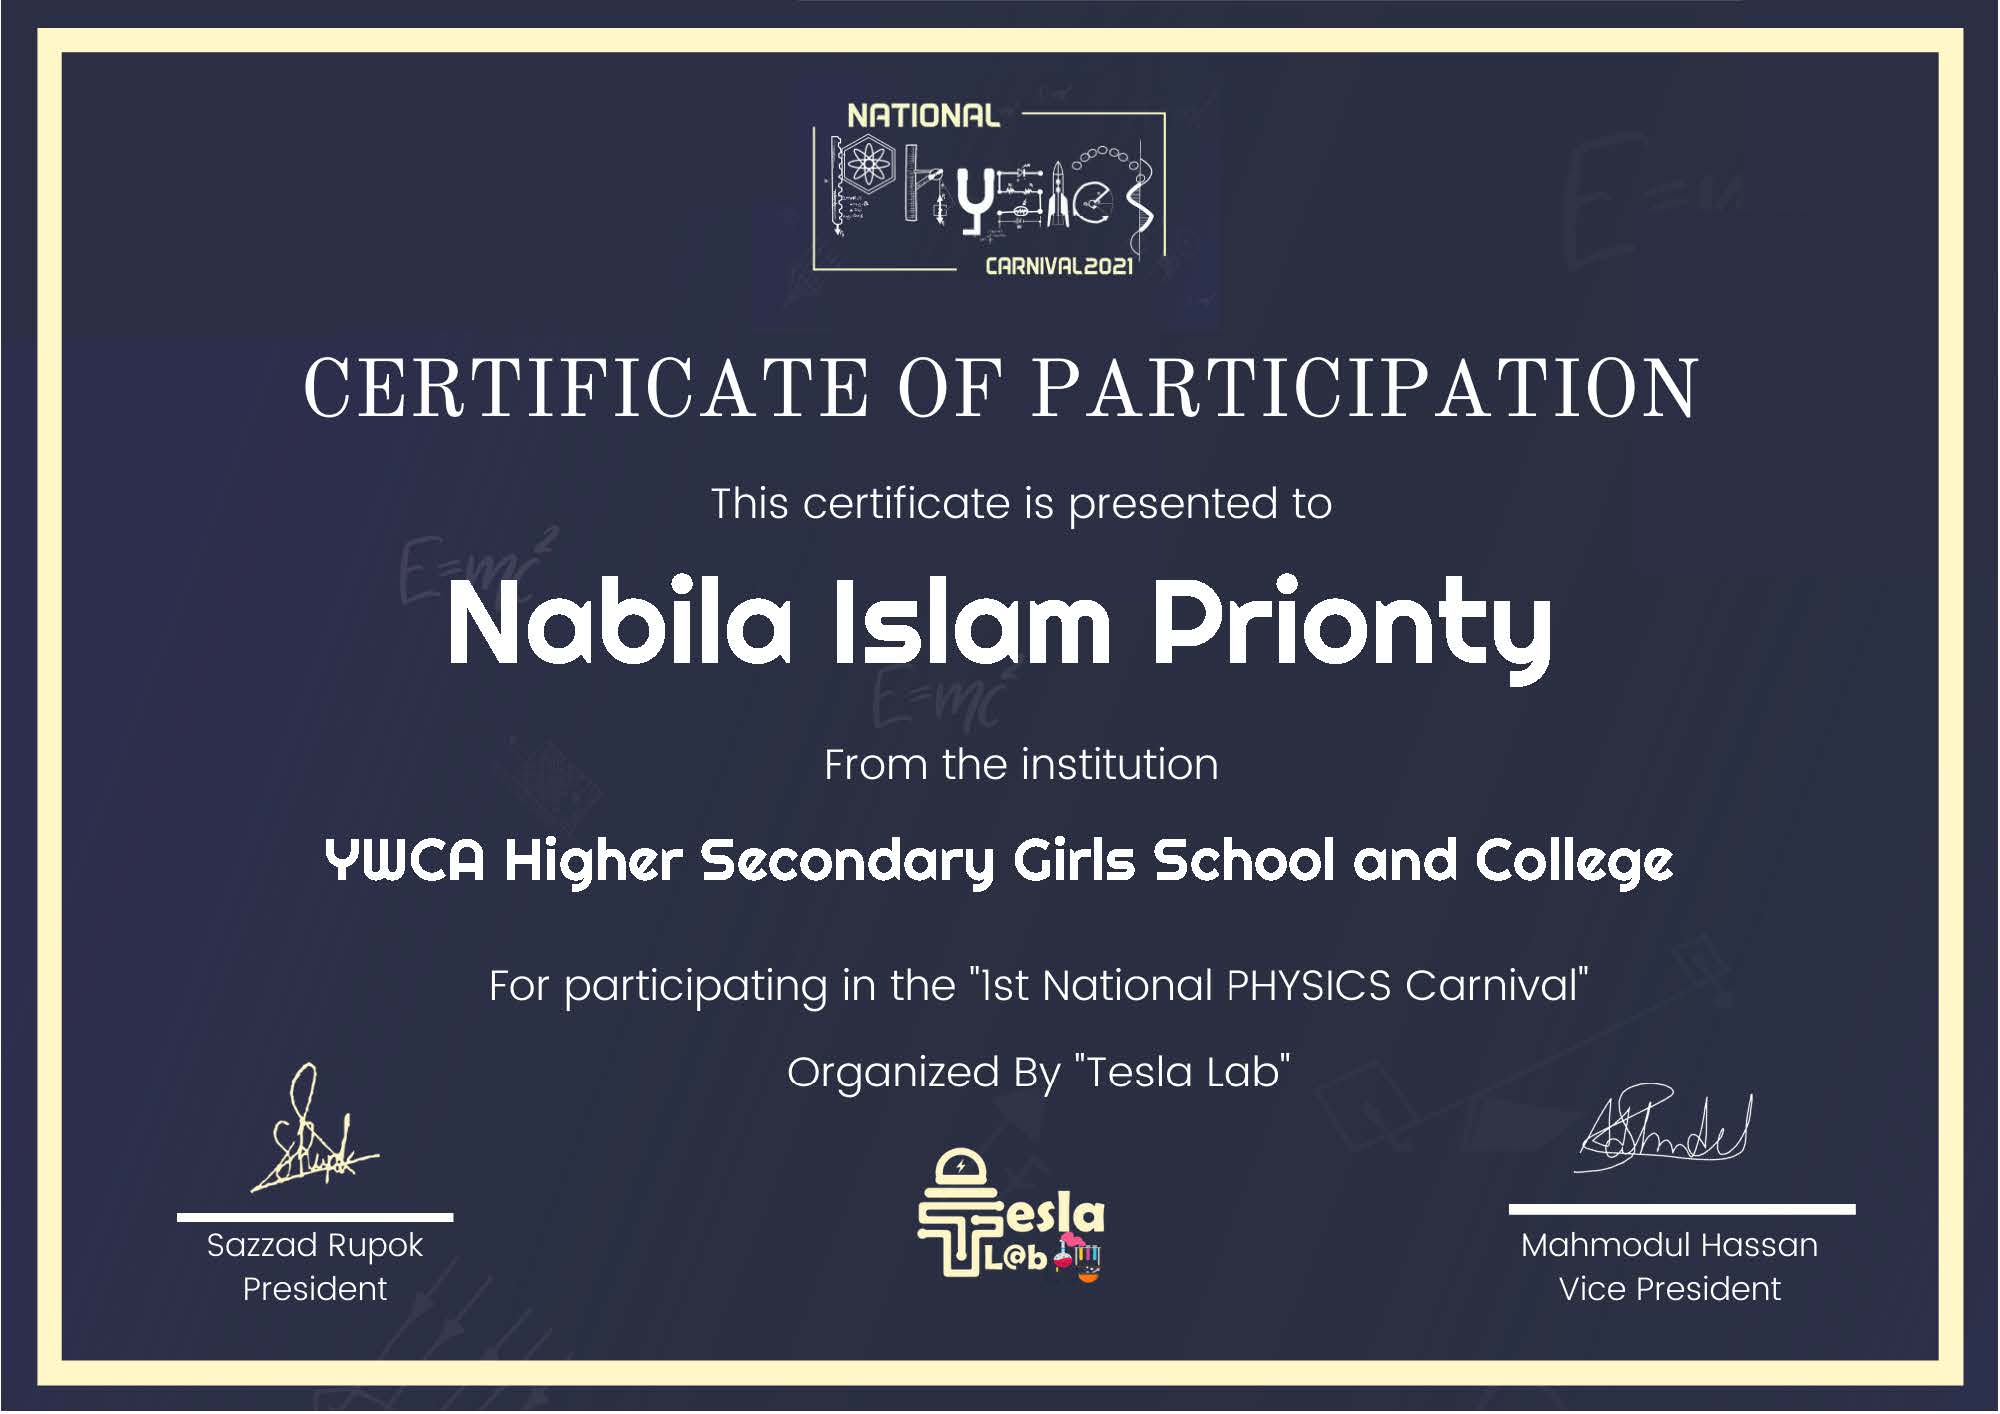 NATIONAL
Physics
CARNIVAL2021
CERTIFICATE OF PARTICIPATION
This certificate is presented to
E=mc²
Nabila Islam Prionty
E=mc²
From the institution
YWCA Higher Secondary Girls School and College
For participating in the "1st National PHYSICS Carnival"
Organized By "Tesla Lab"
Tesla
L@b
Sazzad Rupok
President
Mahmodul Hassan
Vice President